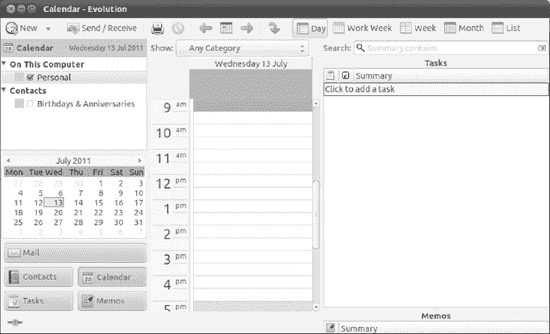 Calendar - Evolution
New Send / Receive Day Work Week Week Month List
Calendar Wednesday 13 Jul 2011 Show: Any Category Search: Summary contains
On This Computer
Personal
Contacts
Birthdays & Anniversaries
July 2011
Mon Tue Wed Thu Fri Sat Sun
27 28 29 30 1 2 3
4 5 6 7 8 9 10
11 12 13 14 15 16 17
18 19 20 21 22 23 24
25 26 27 28 29 30 31
1 2 3 4 5 6 7
Mail
Contacts Calendar
Tasks Memos
Wednesday 13 July
9 am
10 am
11 am
12 pm
1 pm
2 pm
3 pm
4 pm
5 pm
Tasks
Summary
Click to add a task
Memos
Summary